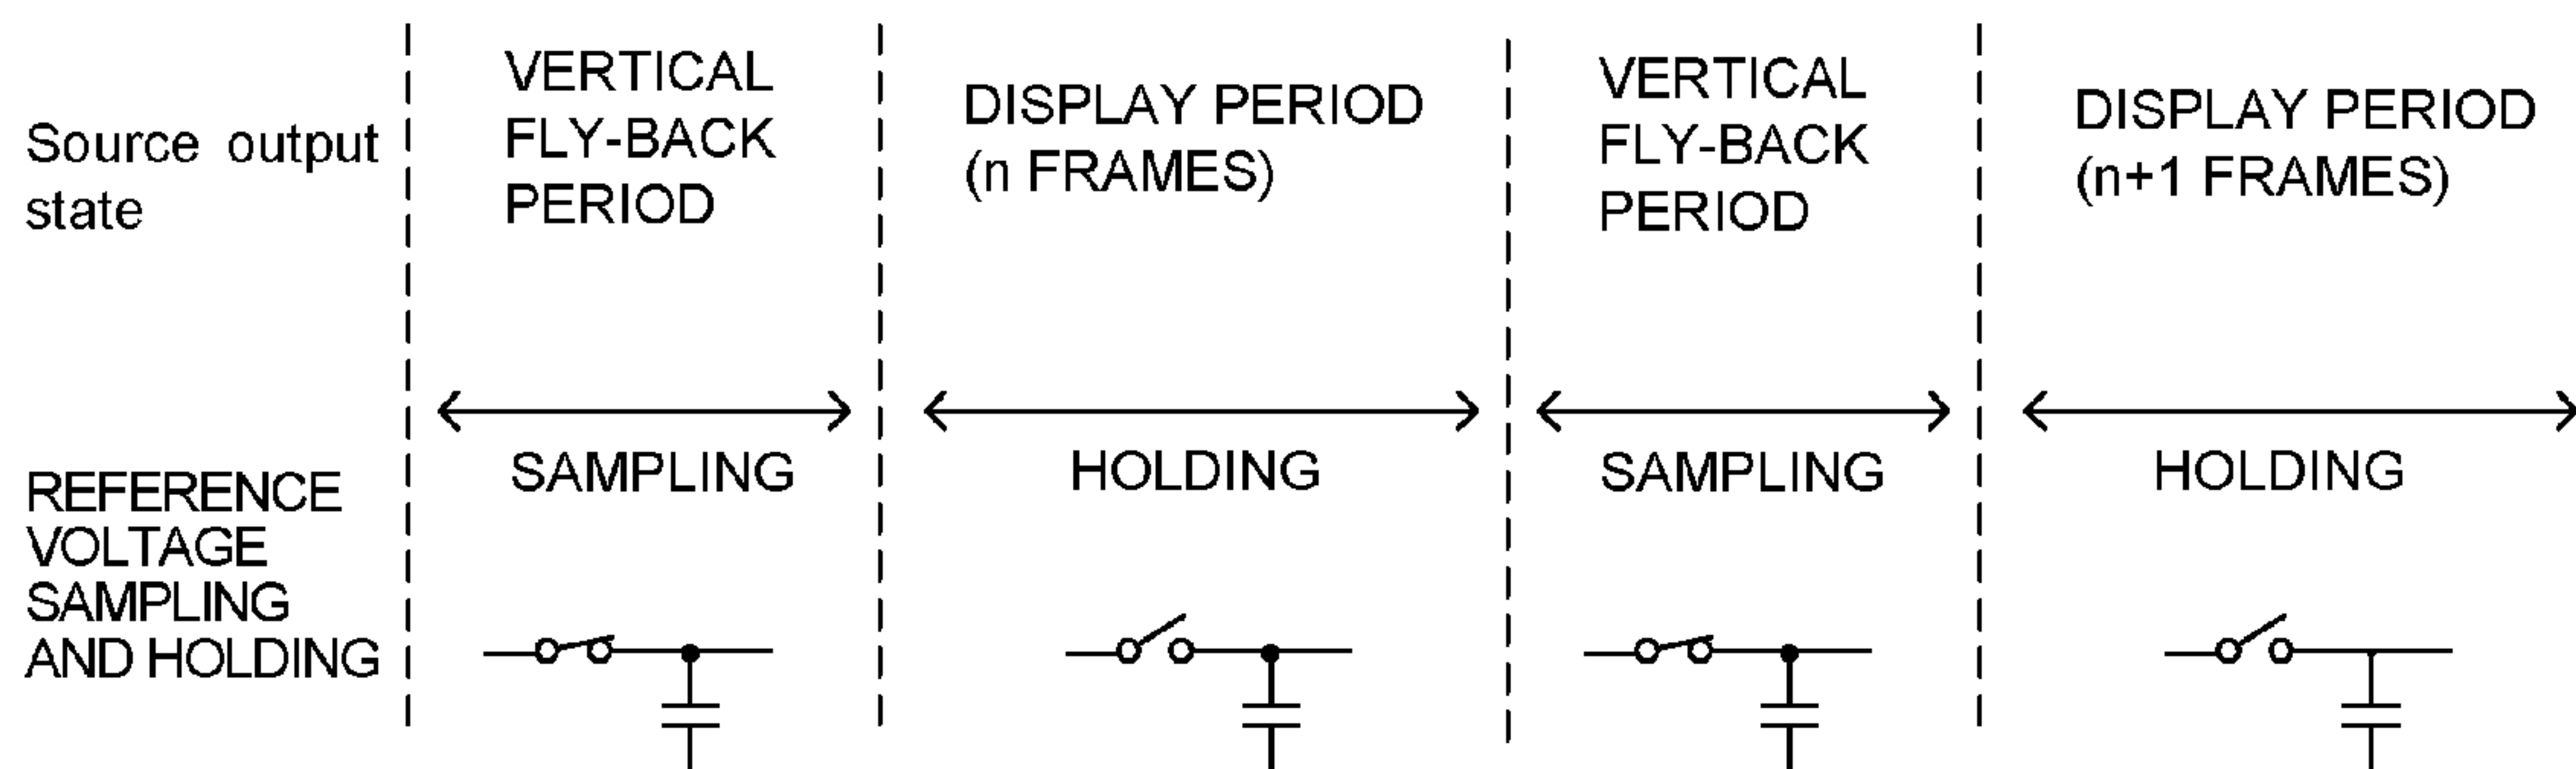 Source output
state
VERTICAL
FLY-BACK
PERIOD
DISPLAY PERIOD
(n FRAMES)
VERTICAL
FLY-BACK
PERIOD
DISPLAY PERIOD
(n+1 FRAMES)
REFERENCE
VOLTAGE
SAMPLING
AND HOLDING
SAMPLING
HOLDING
SAMPLING
HOLDING